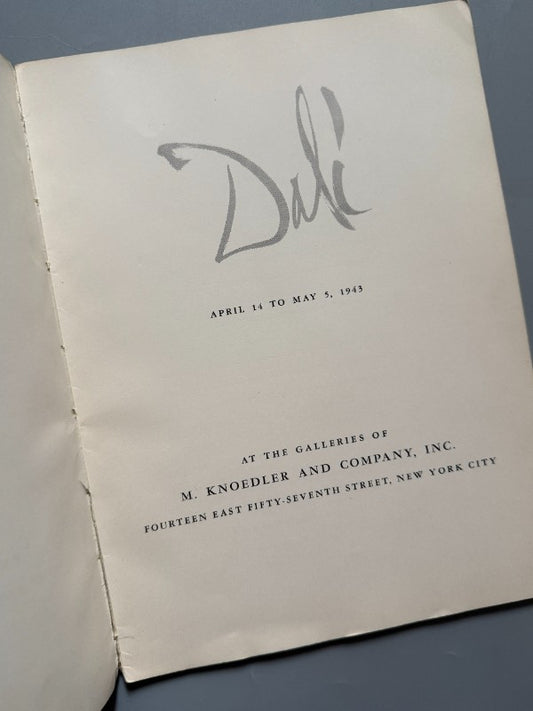 Dali
APRIL 14 TO MAY 5, 1943
AT THE GALLERIES OF
M. KNOEDLER AND COMPANY, INC.
FOURTEEN EAST FIFTY-SEVENTH STREET, NEW YORK CITY